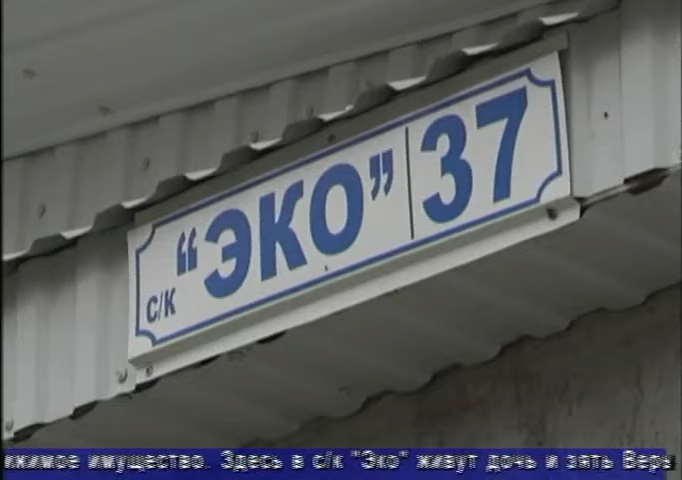 с/к “ЭКО” 37
имущество. Здесь в с/к "Эко" живут дочь и зять Веры